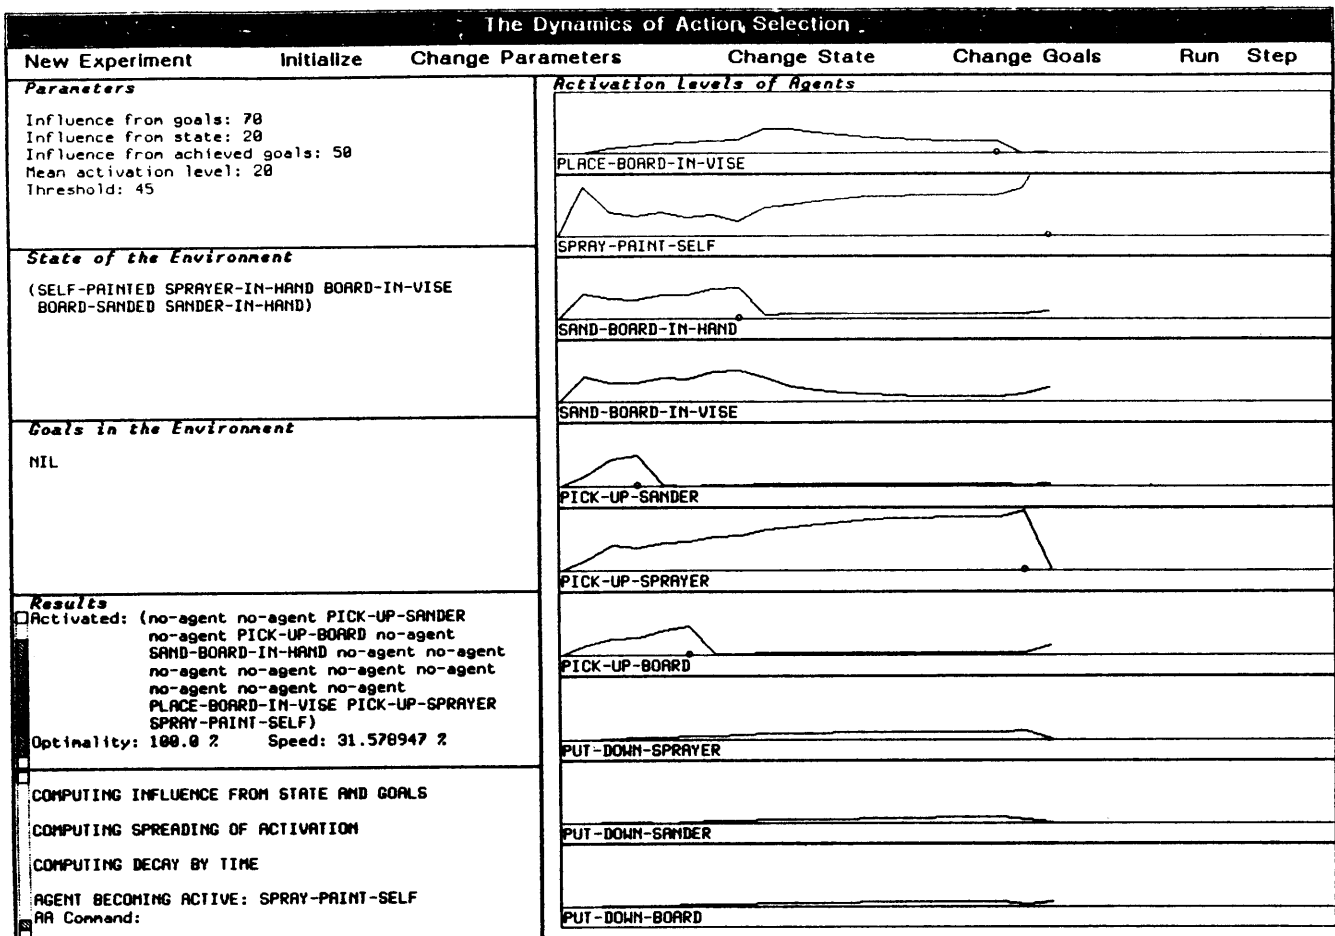 The Dynamics of Action Selection
New Experiment Initialize Change Parameters Change State Change Goals Run Step
Parameters
Influence from goals: 70
Influence from state: 20
Influence from achieved goals: 50
Mean activation level: 20
Threshold: 45
State of the Environment
(SELF-PAINTED SPRAYER-IN-HAND BOARD-IN-VISE
BOARD-SANDED SANDER-IN-HAND)
Goals in the Environment
NIL
Results
Activated: (no-agent no-agent PICK-UP-SANDER
no-agent PICK-UP-BOARD no-agent
SAND-BOARD-IN-HAND no-agent no-agent
no-agent no-agent no-agent no-agent
no-agent no-agent no-agent
PLACE-BOARD-IN-VISE PICK-UP-SPRAYER
SPRAY-PAINT-SELF)
Optimality: 100.0 % Speed: 31.578947 %
COMPUTING INFLUENCE FROM STATE AND GOALS
COMPUTING SPREADING OF ACTIVATION
COMPUTING DECAY BY TIME
AGENT BECOMING ACTIVE: SPRAY-PAINT-SELF
AA Command:
Activation Levels of Agents
PLACE-BOARD-IN-VISE
SPRAY-PAINT-SELF
SAND-BOARD-IN-HAND
SAND-BOARD-IN-VISE
PICK-UP-SANDER
PICK-UP-SPRAYER
PICK-UP-BOARD
PUT-DOWN-SPRAYER
PUT-DOWN-SANDER
PUT-DOWN-BOARD